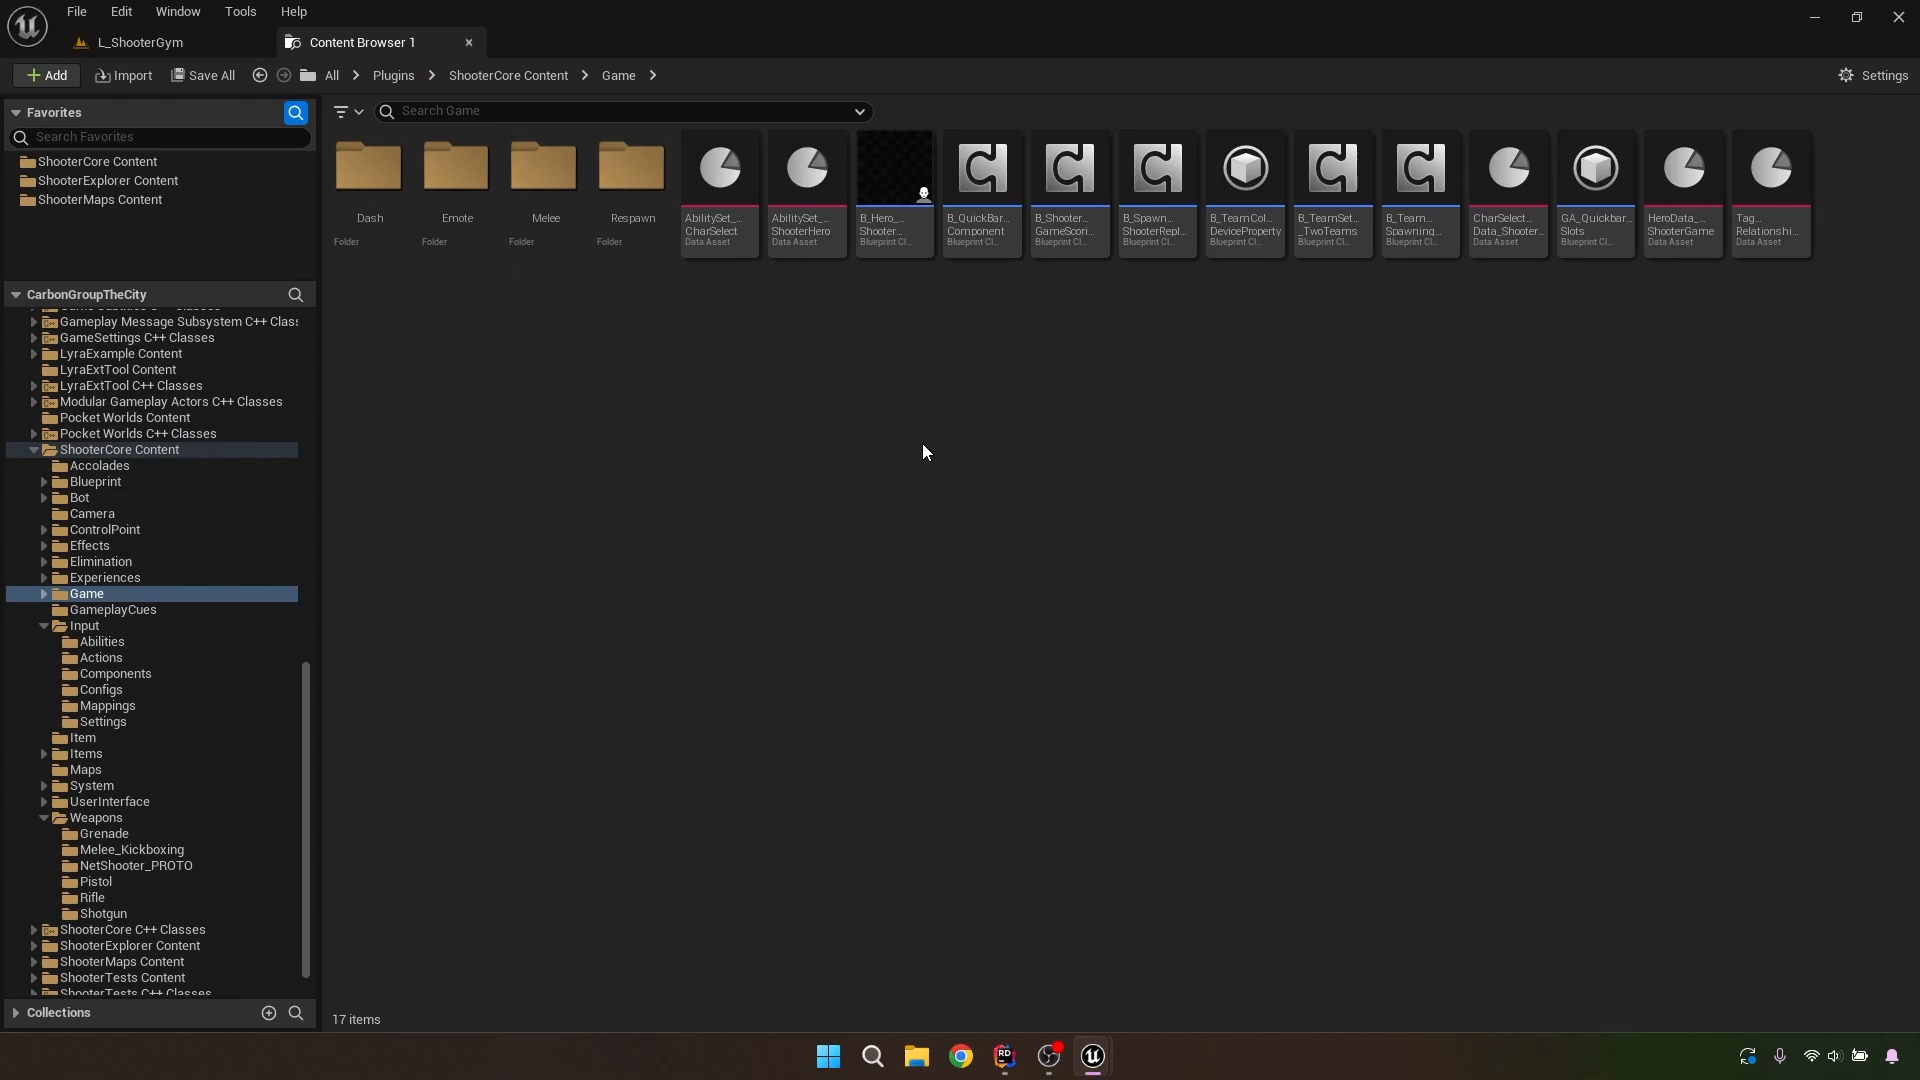 File Edit Window Tools Help
L_ShooterGym
Content Browser 1
Add Import Save All All Plugins ShooterCore Content Game Settings
Favorites
Search Favorites
ShooterCore Content
ShooterExplorer Content
ShooterMaps Content
CarbonGroupTheCity
Gameplay Message Subsystem C++ Class
GameSettings C++ Classes
LyraExample Content
LyraExtTool Content
LyraExtTool C++ Classes
Modular Gameplay Actors C++ Classes
Pocket Worlds Content
Pocket Worlds C++ Classes
ShooterCore Content
Accolades
Blueprint
Bot
Camera
ControlPoint
Effects
Elimination
Experiences
Game
GameplayCues
Input
Abilities
Actions
Components
Configs
Mappings
Settings
Item
Items
Maps
System
UserInterface
Weapons
Grenade
Melee_Kickboxing
NetShooter_PROTO
Pistol
Rifle
Shotgun
ShooterCore C++ Classes
ShooterExplorer Content
ShooterMaps Content
ShooterTests Content
ShooterTests C++ Classes
Collections
Search Game
Dash
Folder
Emote
Folder
Melee
Folder
Respawn
Folder
AbilitySet_...
CharSelect
Data Asset
AbilitySet_...
ShooterHero
Data Asset
B_Hero_...
Shooter...
Blueprint Cl...
B_QuickBar...
Component
Blueprint Cl...
B_Shooter...
GameScori...
Blueprint Cl...
B_Spawn...
ShooterRepl...
Blueprint Cl...
B_TeamCol...
DeviceProperty
Blueprint Cl...
B_TeamSet...
_TwoTeams
Blueprint Cl...
B_Team...
Spawning...
Blueprint Cl...
CharSelect...
Data_Shooter...
Data Asset
GA_Quickbar...
Slots
Blueprint Cl...
HeroData_...
ShooterGame
Data Asset
Tag...
Relationshi...
Data Asset
17 items
RD